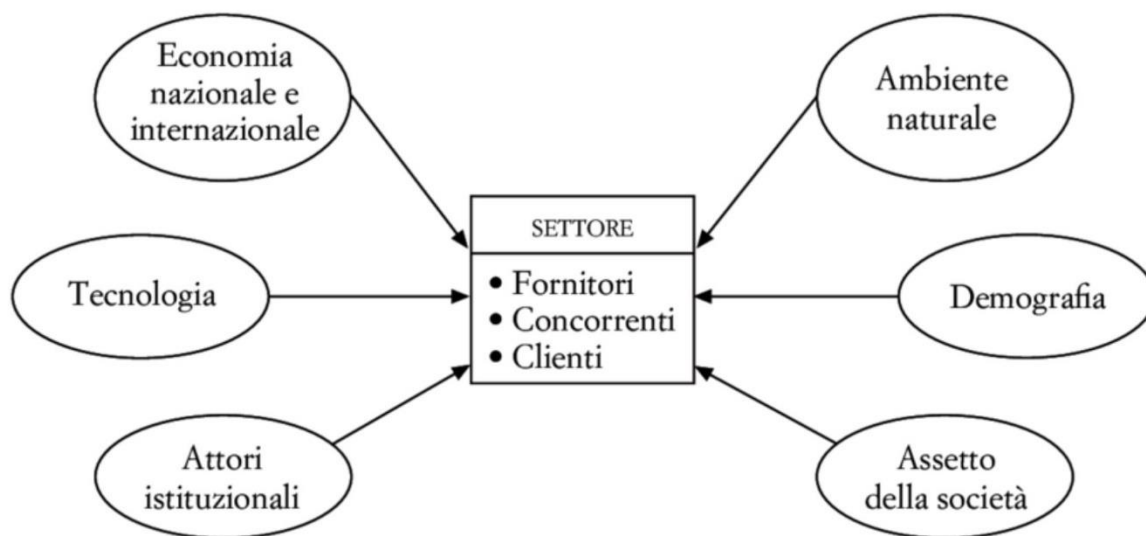 Economia
nazionale e
internazionale
Ambiente
naturale
SETTORE
• Fornitori
• Concorrenti
• Clienti
Tecnologia
Demografia
Attori
istituzionali
Assetto
della società